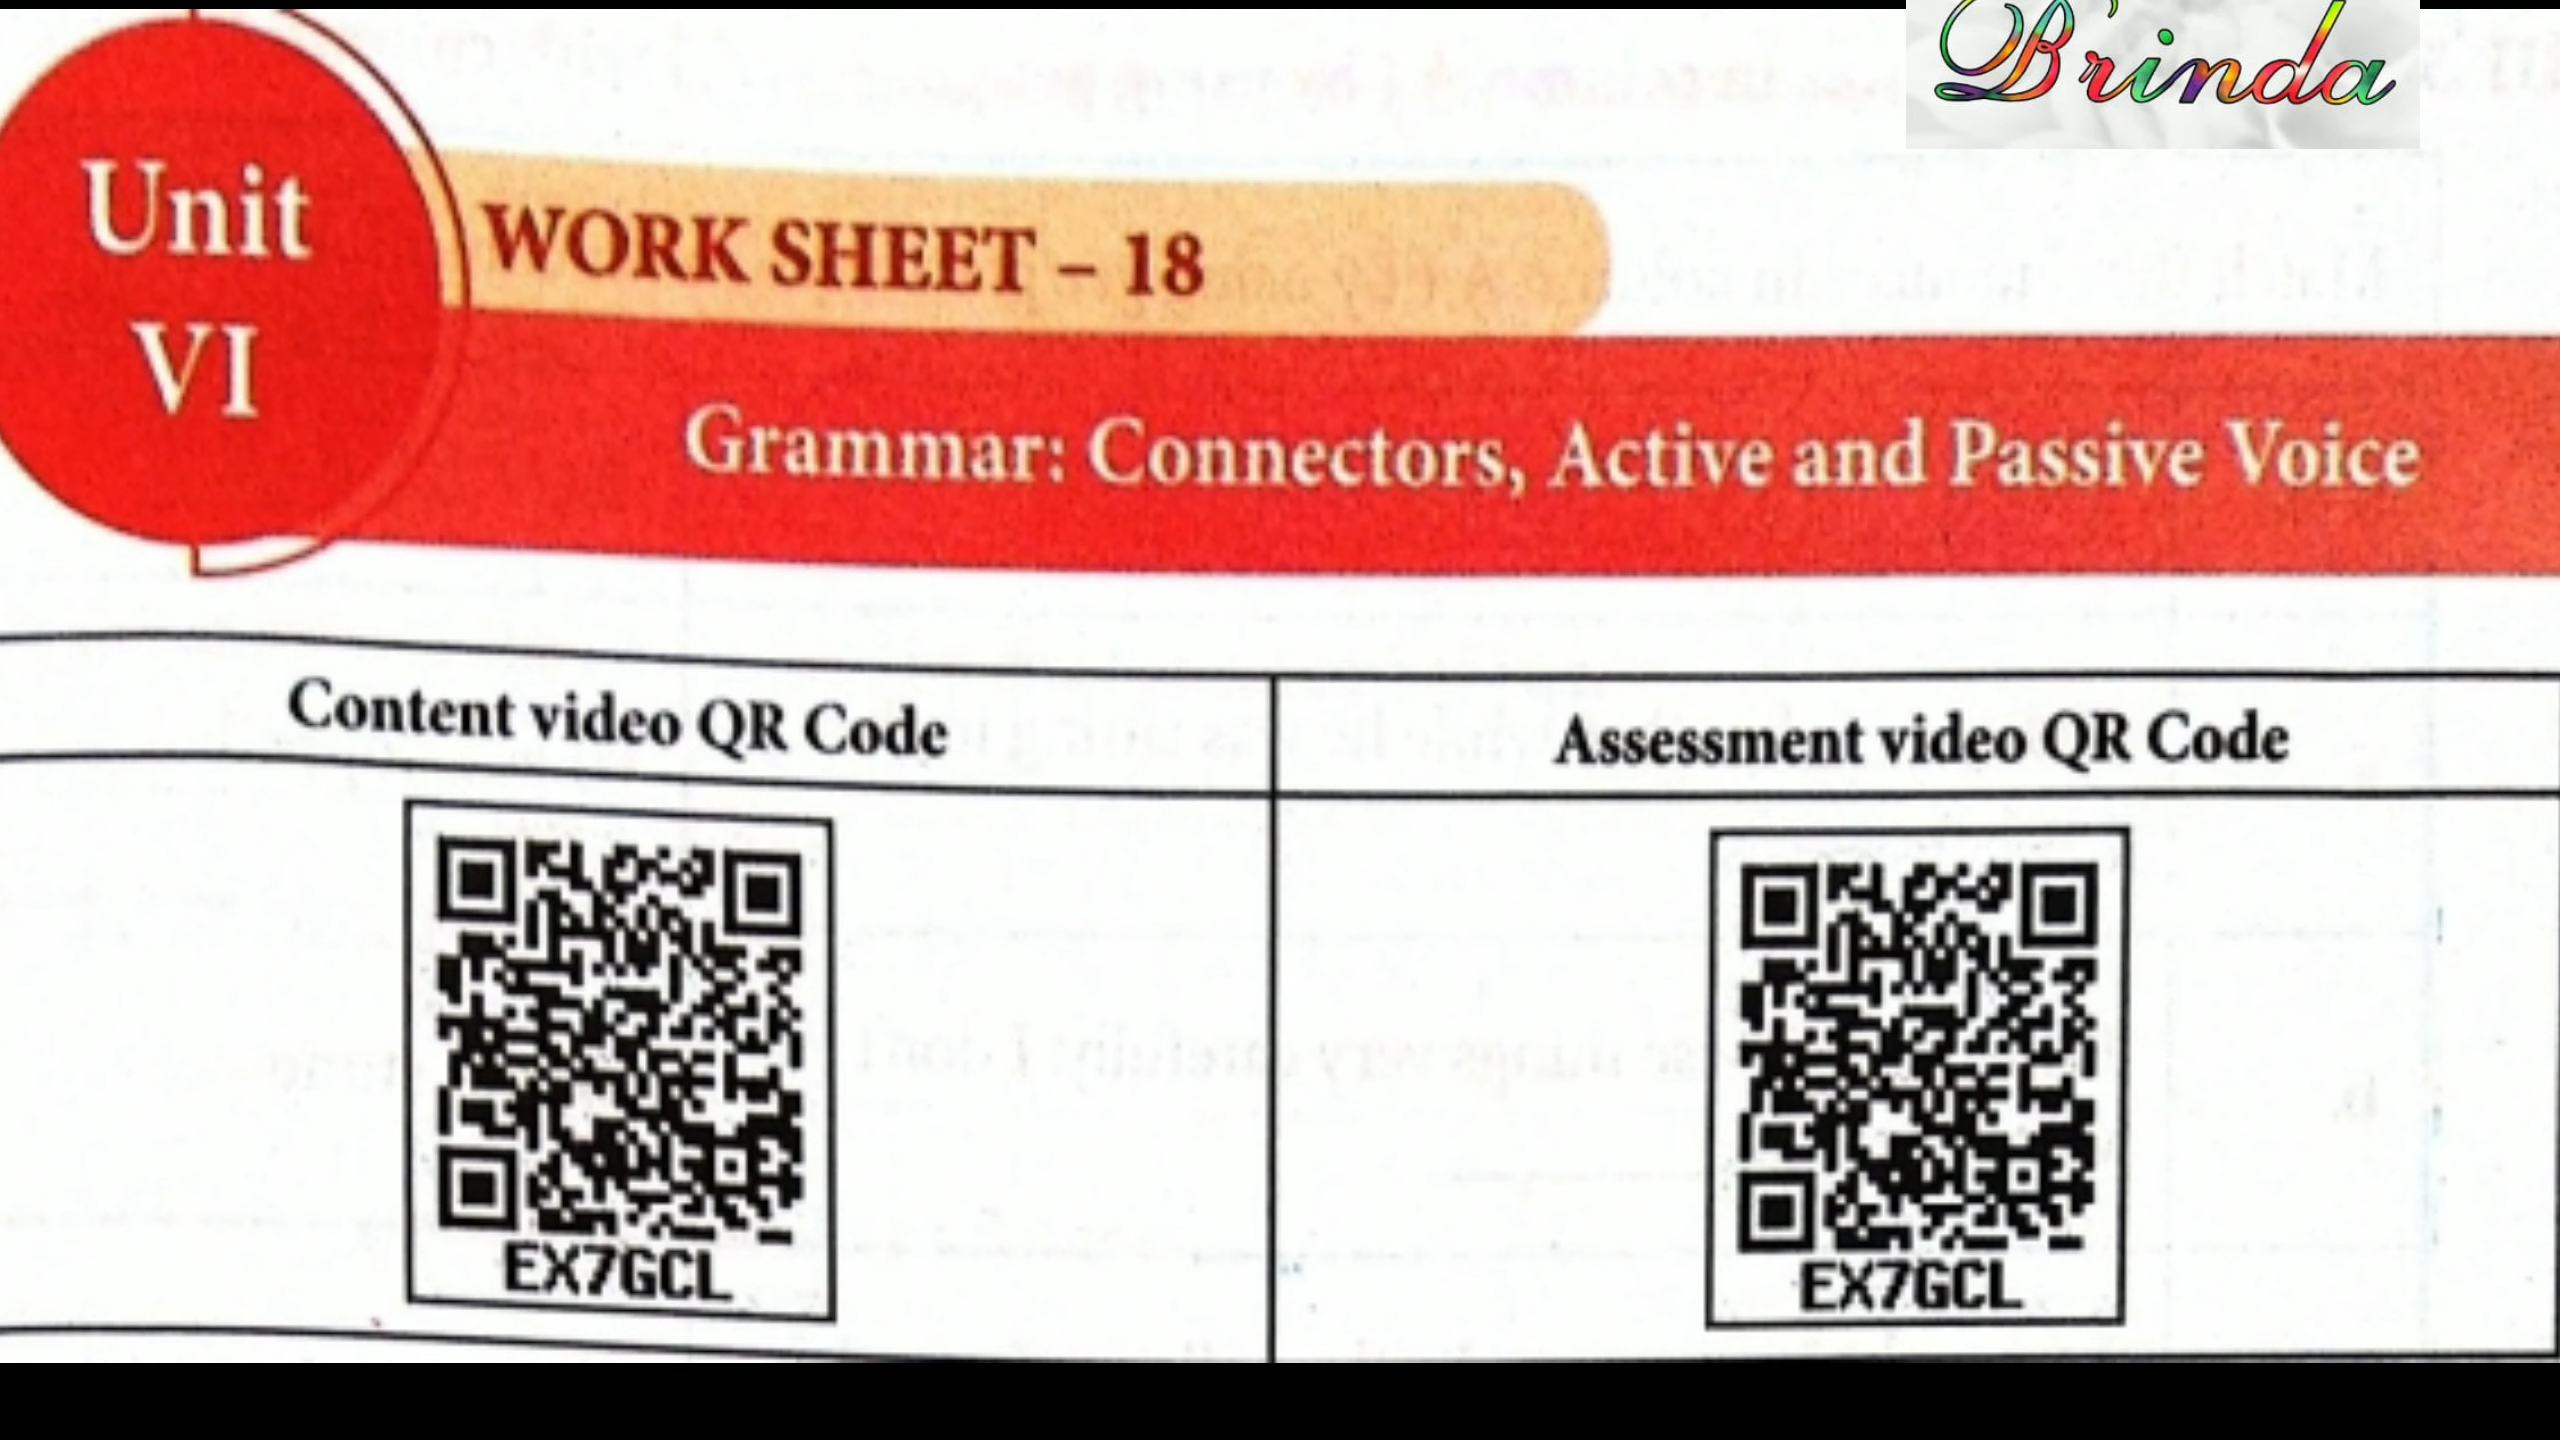 B'rinda
Unit
VI
WORK SHEET – 18
Grammar: Connectors, Active and Passive Voice
Content video QR Code
Assessment video QR Code
EX7GCL
EX7GCL